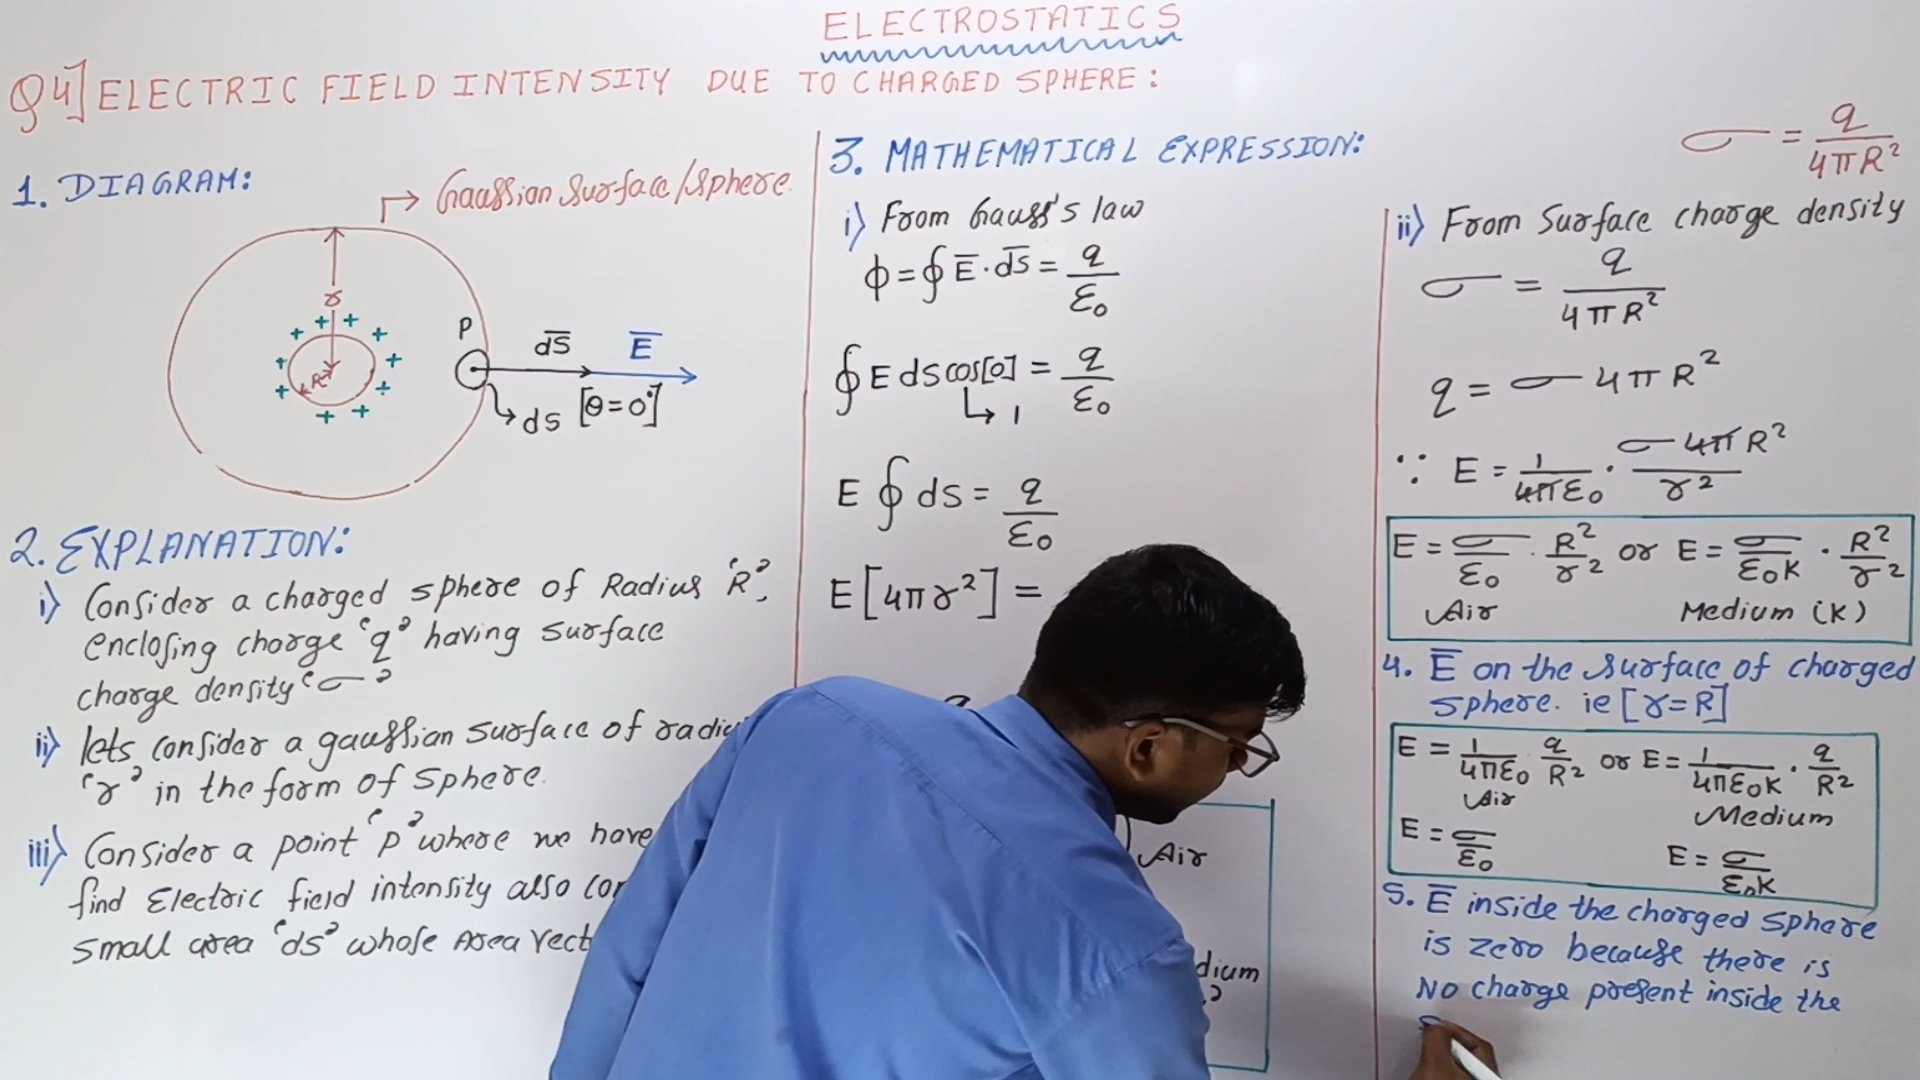 ELECTROSTATICS
Q4] ELECTRIC FIELD INTENSITY DUE TO CHARGED SPHERE:
1. DIAGRAM:
Gaussian Surface/Sphere
r
R
P
dS̅
E̅
ds
[θ=0°]
2. EXPLANATION:
i) Consider a charged sphere of Radius 'R',
enclosing charge 'q' having surface
charge density 'σ'
ii) lets consider a gaussian surface of
'r' in the form of sphere.
iii) Consider a point 'P' where we have
find Electric field intensity also
small area 'ds' whose Area
3. MATHEMATICAL EXPRESSION:
i) From Gauss's law
ϕ = ∮ E̅ · dS̅ = q/ε₀
∮ E ds cos[0] = q/ε₀
↳ 1
E ∮ ds = q/ε₀
E [4πr²] =
Air
σ = q/4πR²
ii) From Surface charge density
σ = q/4πR²
q = σ 4πR²
∵ E = 1/4πε₀ · σ 4πR²/r²
E = σ/ε₀ · R²/r² or E = σ/ε₀K · R²/r²
Air Medium (K)
4. E̅ on the surface of charged
sphere. ie [r=R]
E = 1/4πε₀ q/R² or E = 1/4πε₀K · q/R²
Air Medium
E = σ/ε₀ E = σ/ε₀K
5. E̅ inside the charged sphere
is zero because there is
NO charge present inside the